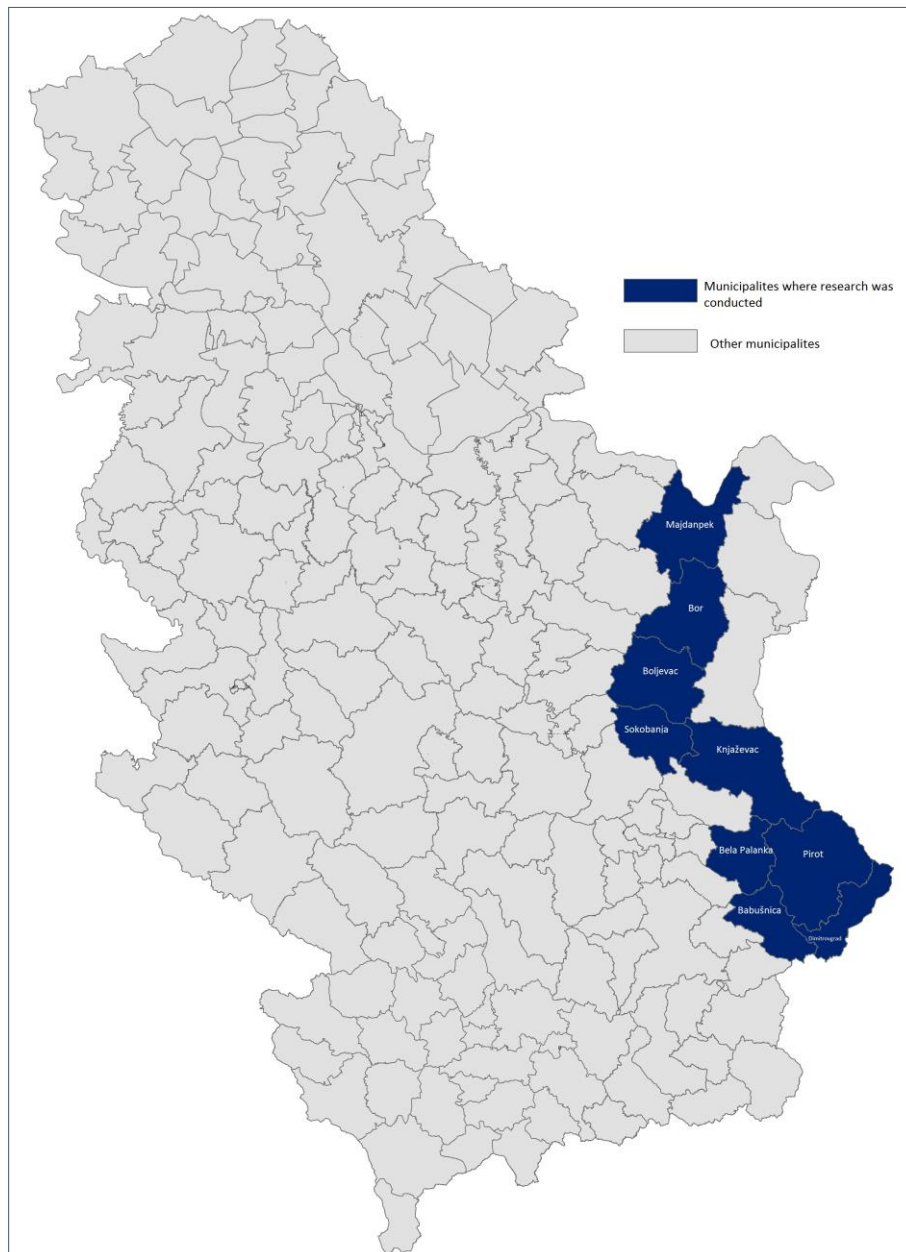 Municipalites where research was
conducted
Other municipalites
Majdanpek
Bor
Boljevac
Sokobanja
Knjaževac
Bela Palanka
Pirot
Babušnica
Dimitrovgrad